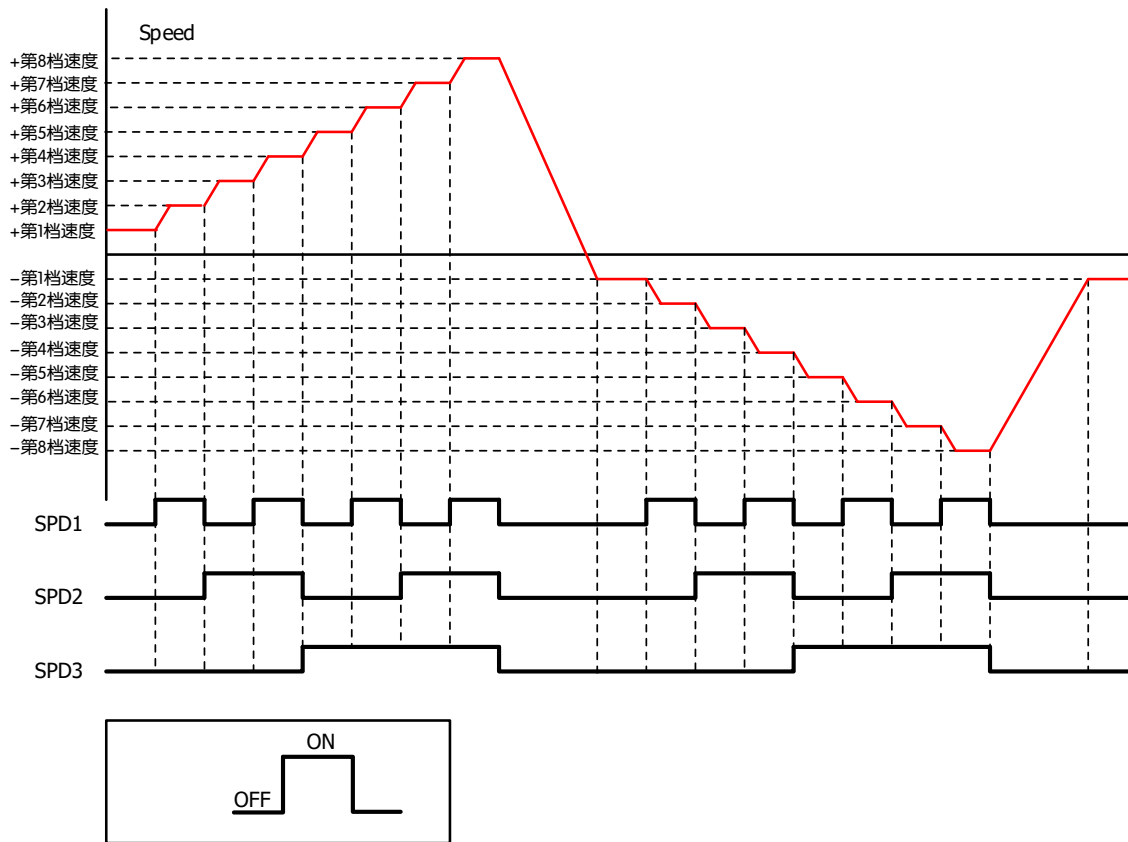 Speed
+第8档速度
+第7档速度
+第6档速度
+第5档速度
+第4档速度
+第3档速度
+第2档速度
+第1档速度
-第1档速度
-第2档速度
-第3档速度
-第4档速度
-第5档速度
-第6档速度
-第7档速度
-第8档速度
SPD1
SPD2
SPD3
ON
OFF